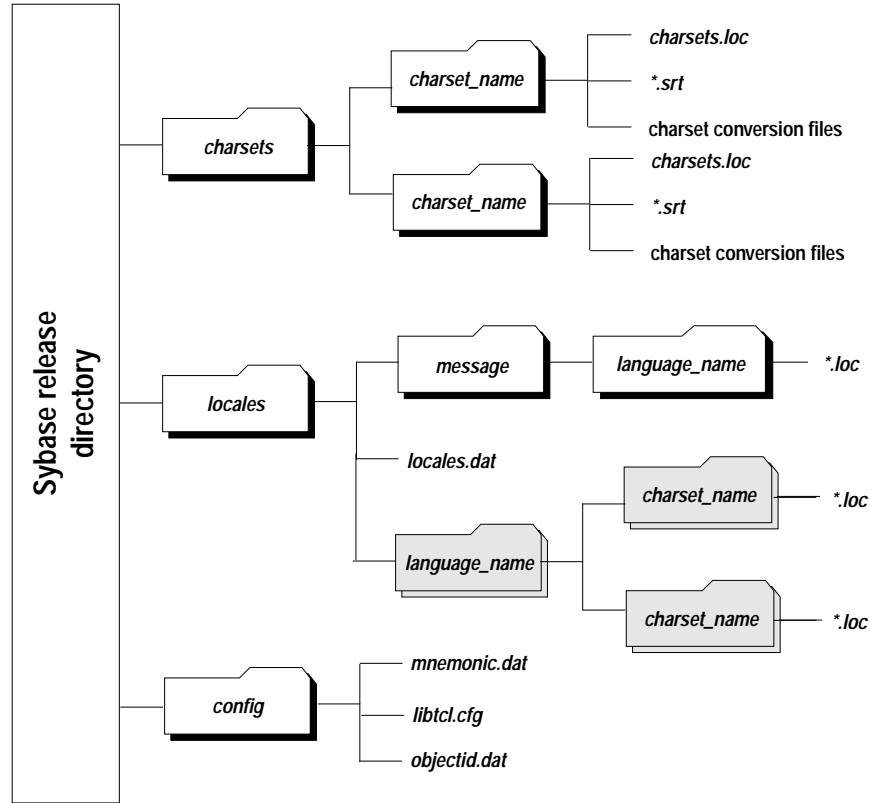 Sybase release
directory
charsets
charset_name
charsets.loc
*.srt
charset conversion files
charset_name
charsets.loc
*.srt
charset conversion files
locales
message
language_name
*.loc
locales.dat
language_name
charset_name
*.loc
charset_name
*.loc
config
mnemonic.dat
libtcl.cfg
objectid.dat